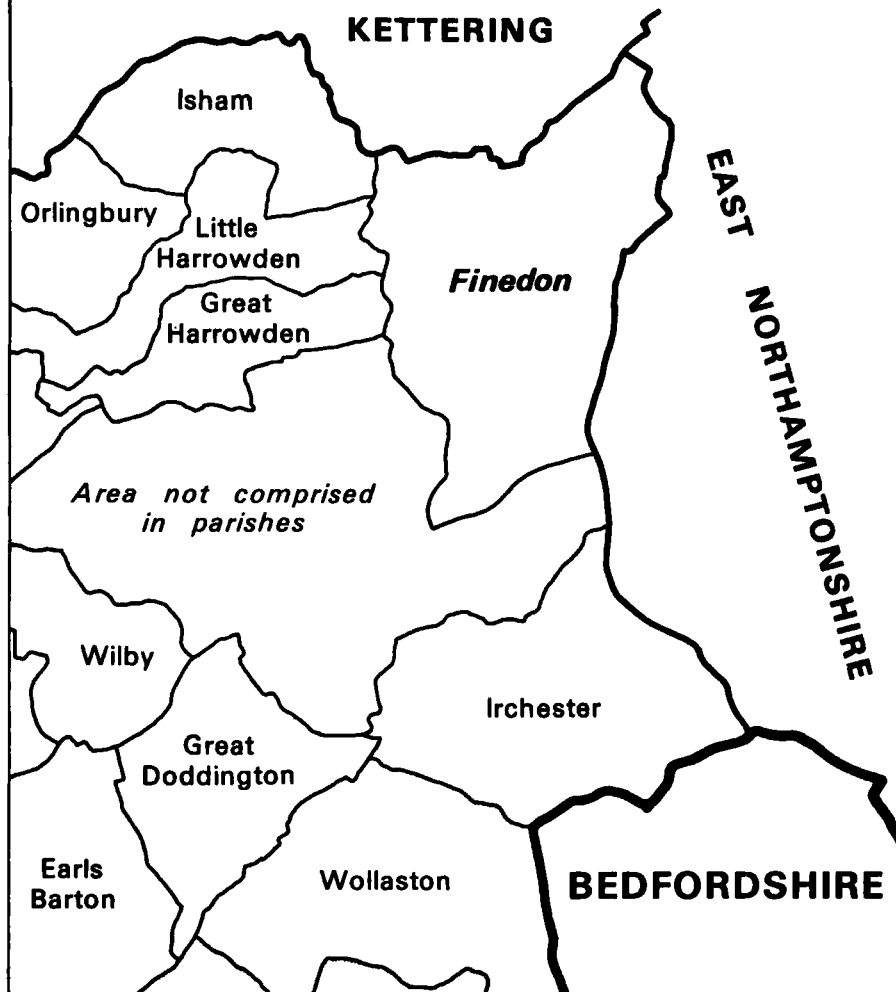 KETTERING
Isham
EAST NORTHAMPTONSHIRE
Orlingbury
Little
Harrowden
Finedon
Great
Harrowden
Area not comprised
in parishes
Wilby
Irchester
Great
Doddington
Earls
Barton
Wollaston
BEDFORDSHIRE